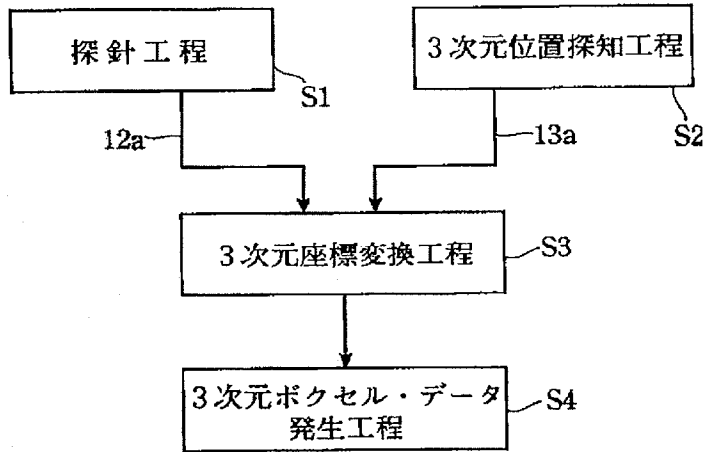 探針工程
3次元位置探知工程
S1
S2
12a
13a
3次元座標変換工程
S3
3次元ボクセル・データ
発生工程
S4